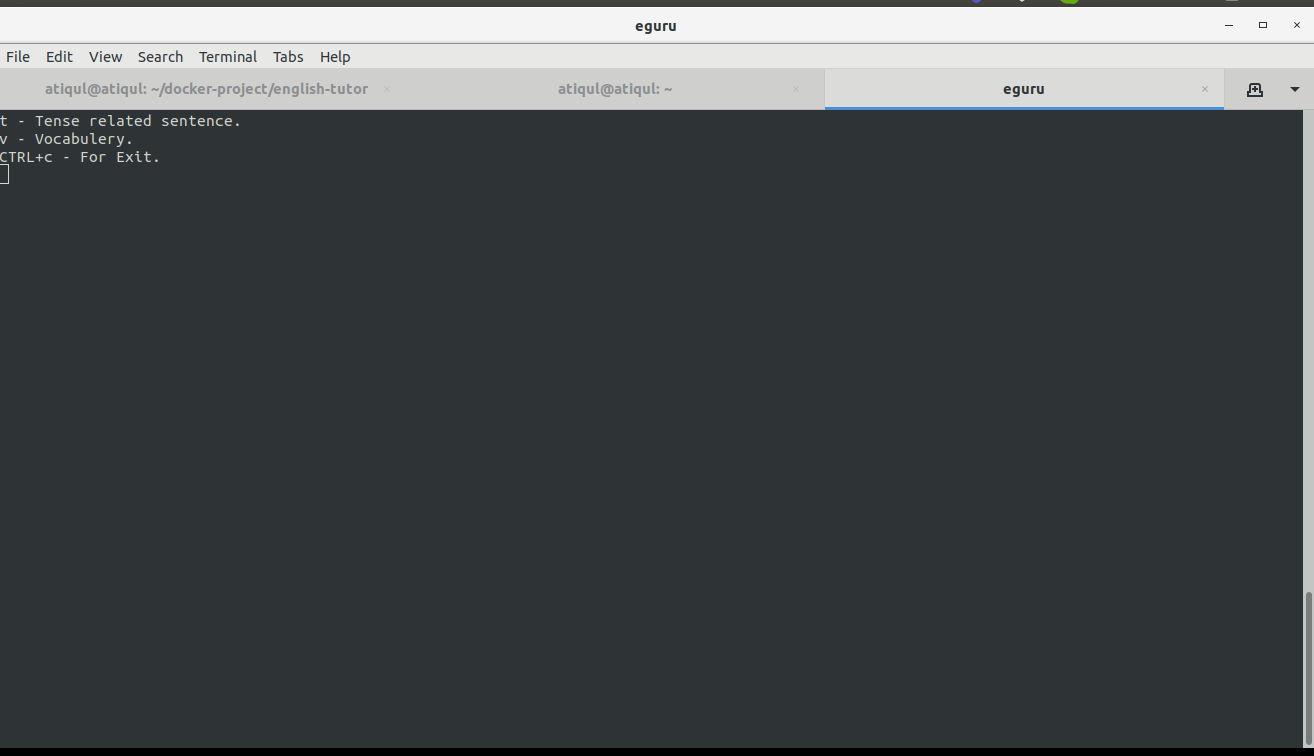 eguru
File Edit View Search Terminal Tabs Help
atiqul@atiqul: ~/docker-project/english-tutor atiqul@atiqul: ~ eguru
t - Tense related sentence.
v - Vocabulery.
CTRL+c - For Exit.